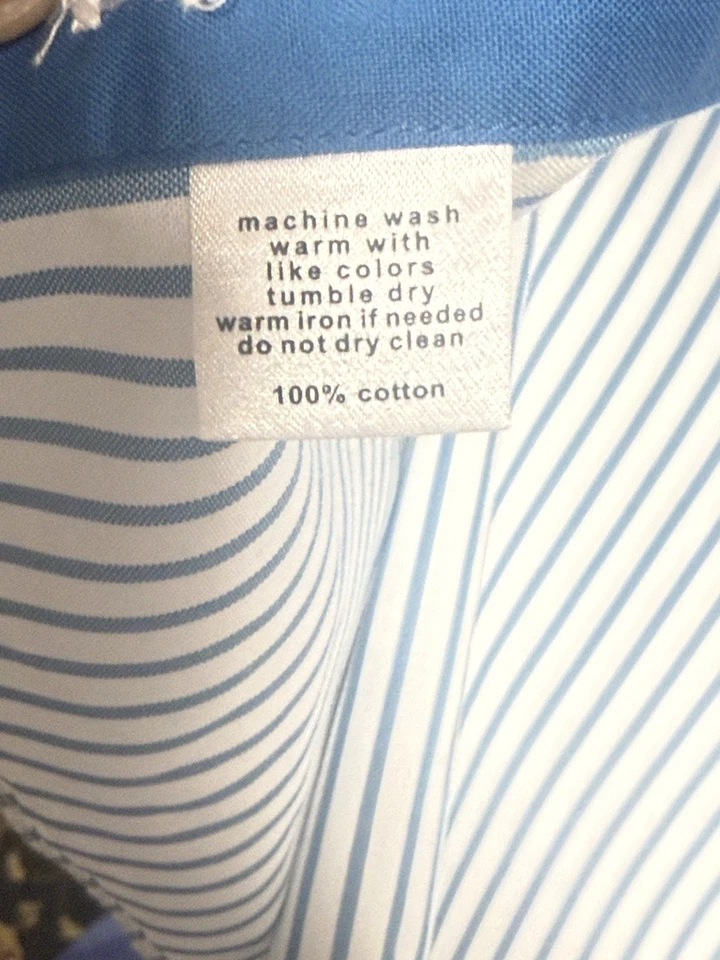 machine wash
warm with
like colors
tumble dry
warm iron if needed
do not dry clean
100% cotton